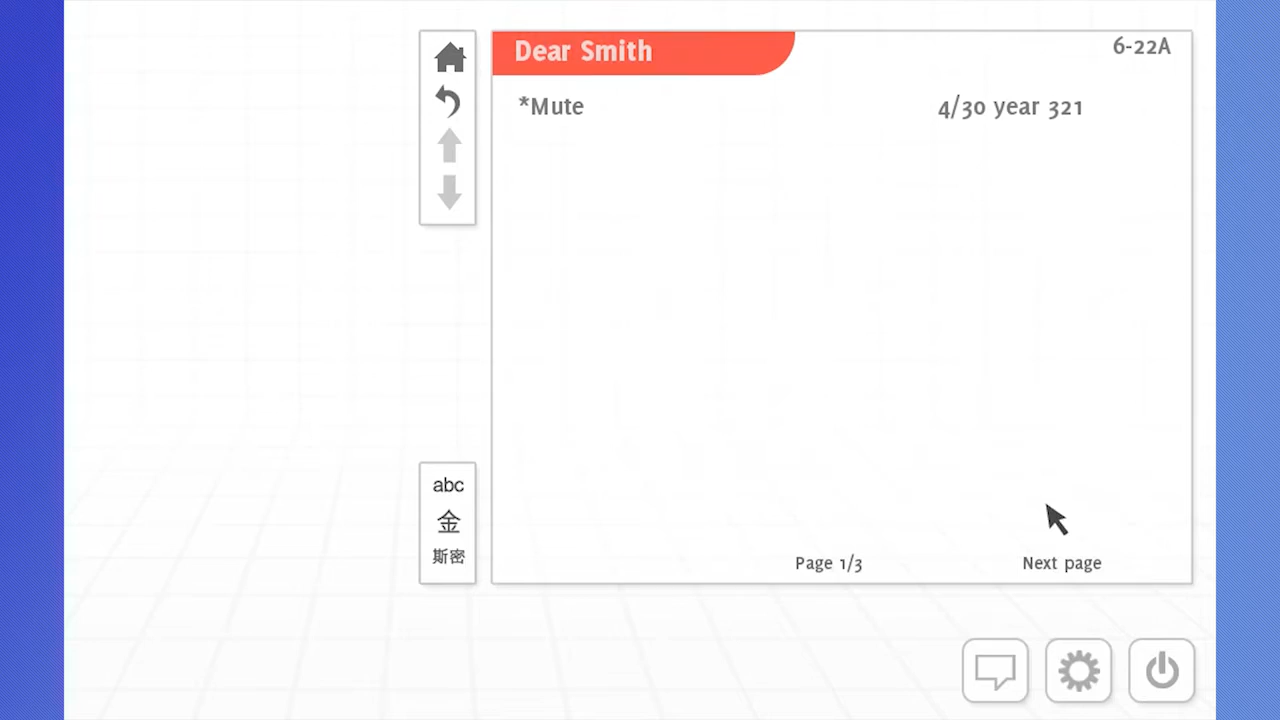 Dear Smith
6-22A
*Mute
4/30 year 321
abc
金
斯密
Page 1/3
Next page